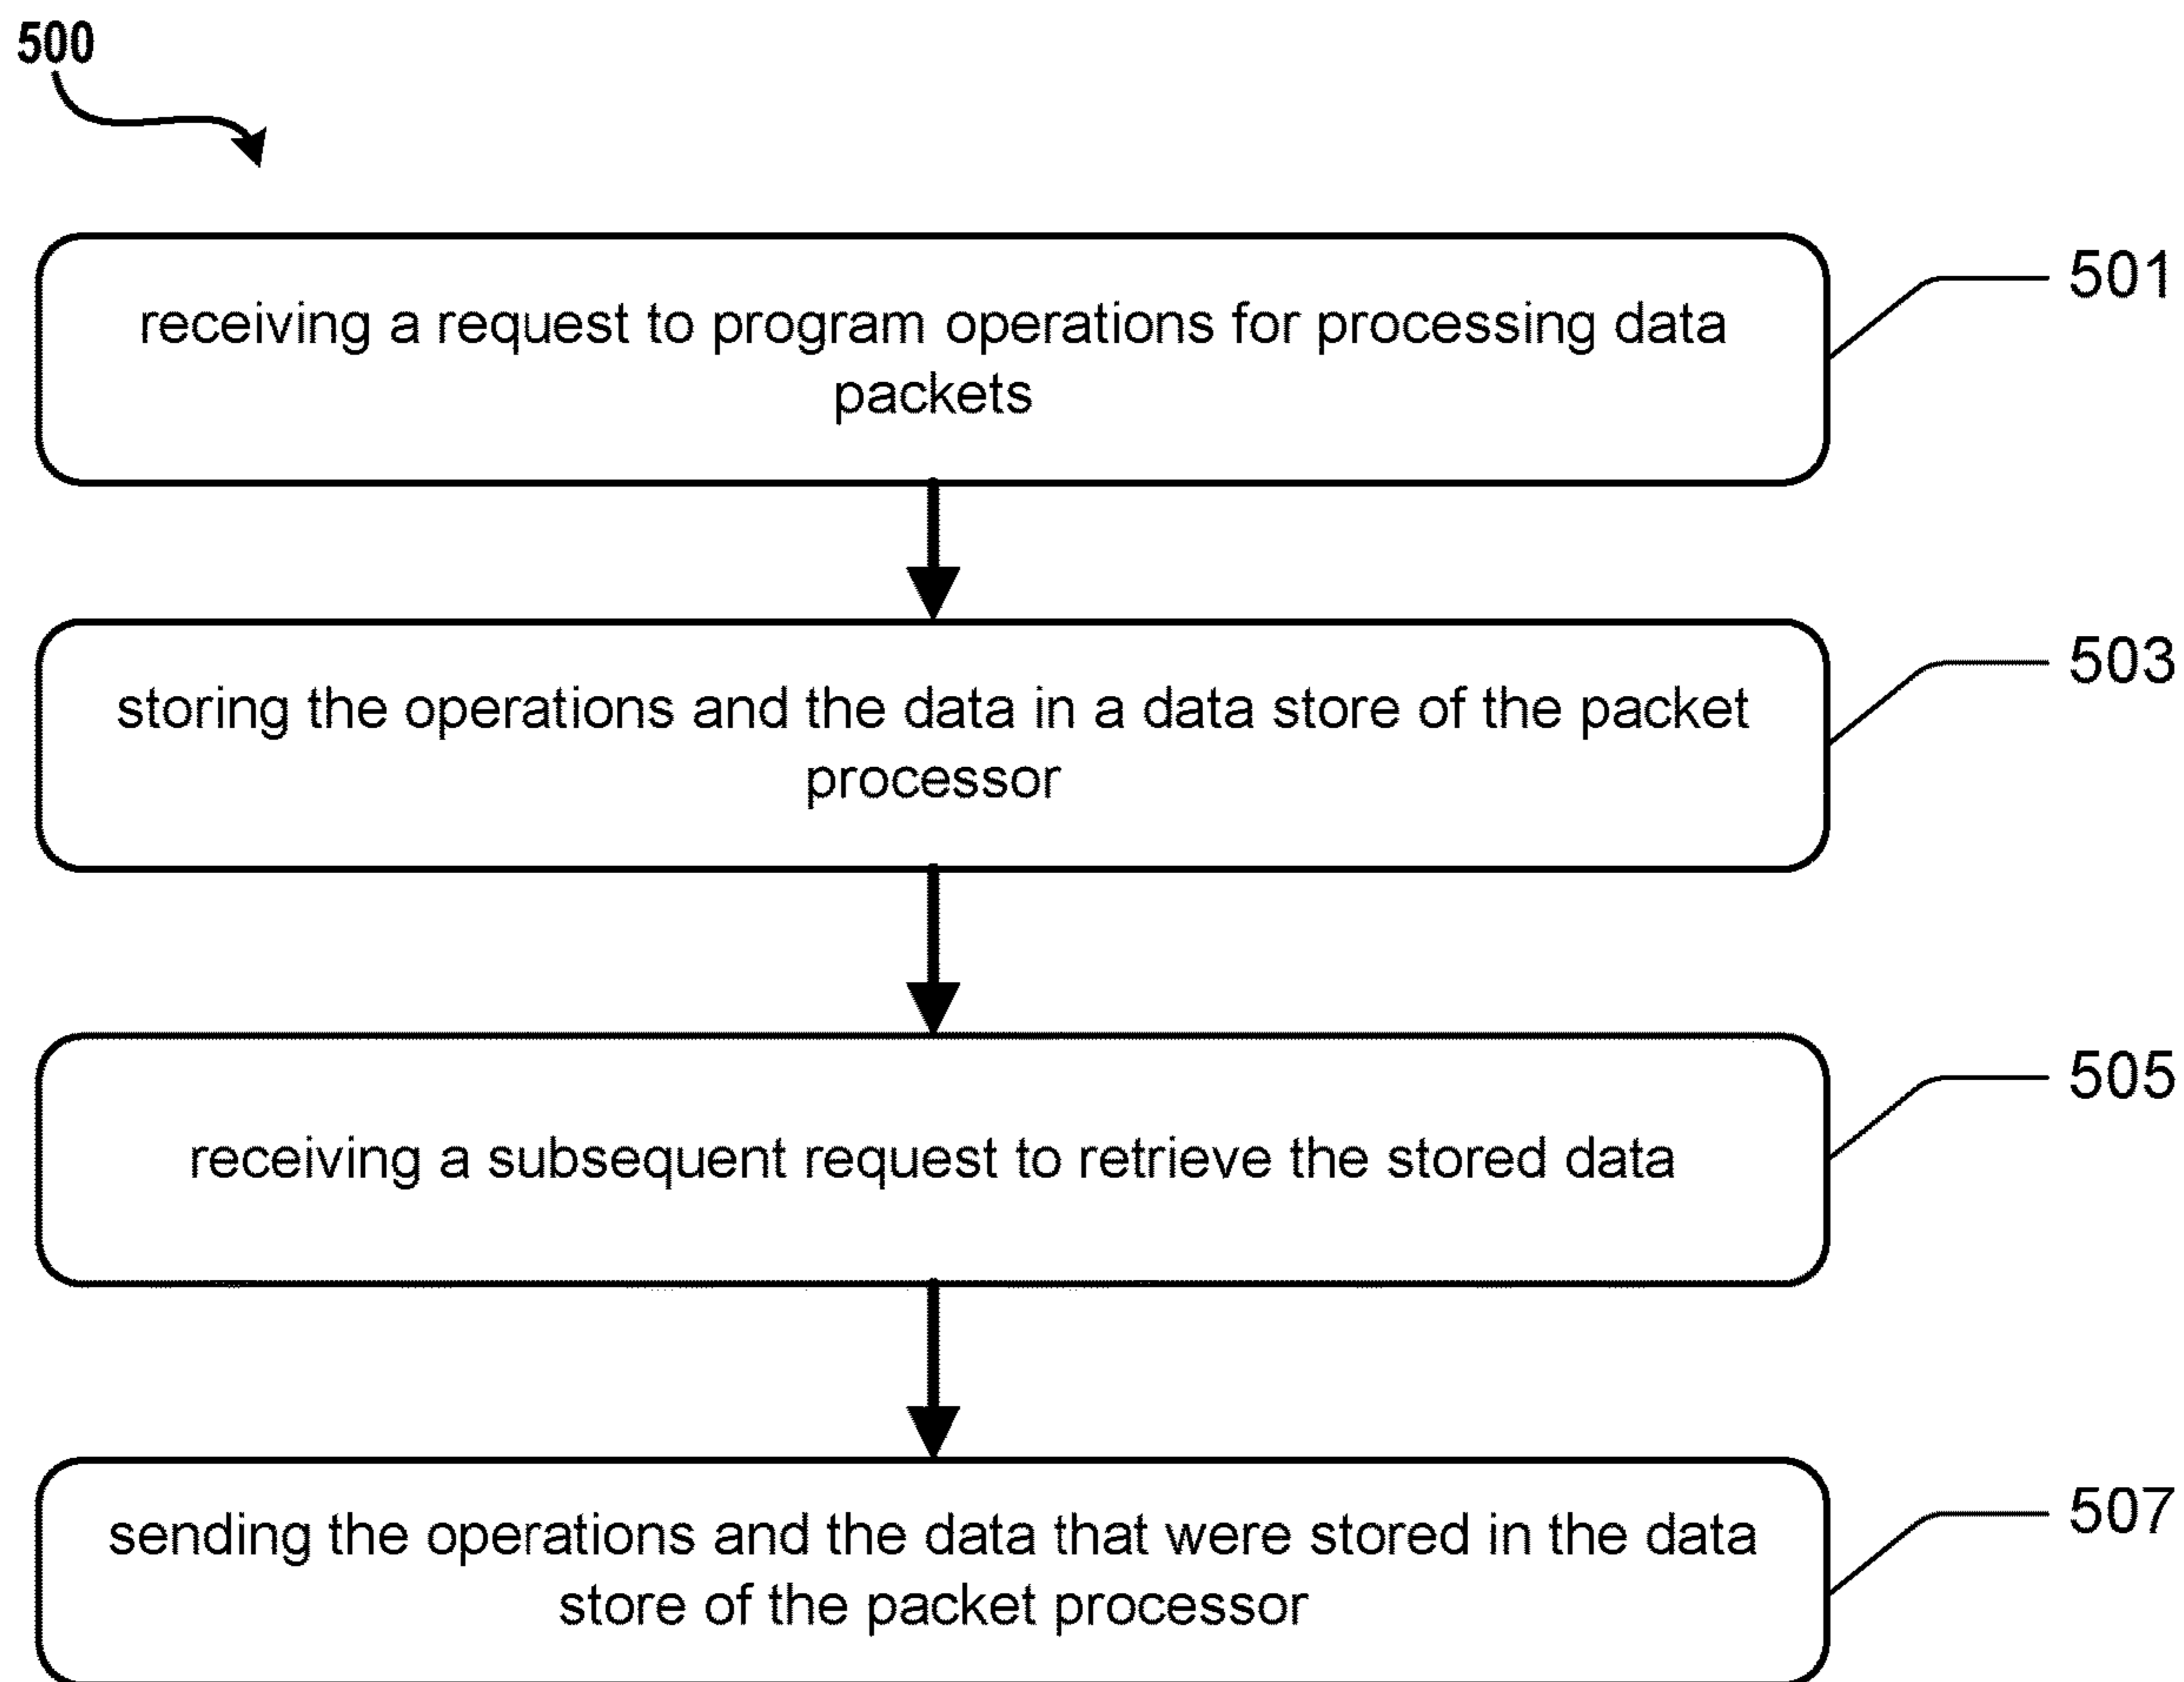 500
receiving a request to program operations for processing data
packets
501
storing the operations and the data in a data store of the packet
processor
503
receiving a subsequent request to retrieve the stored data
505
sending the operations and the data that were stored in the data
store of the packet processor
507